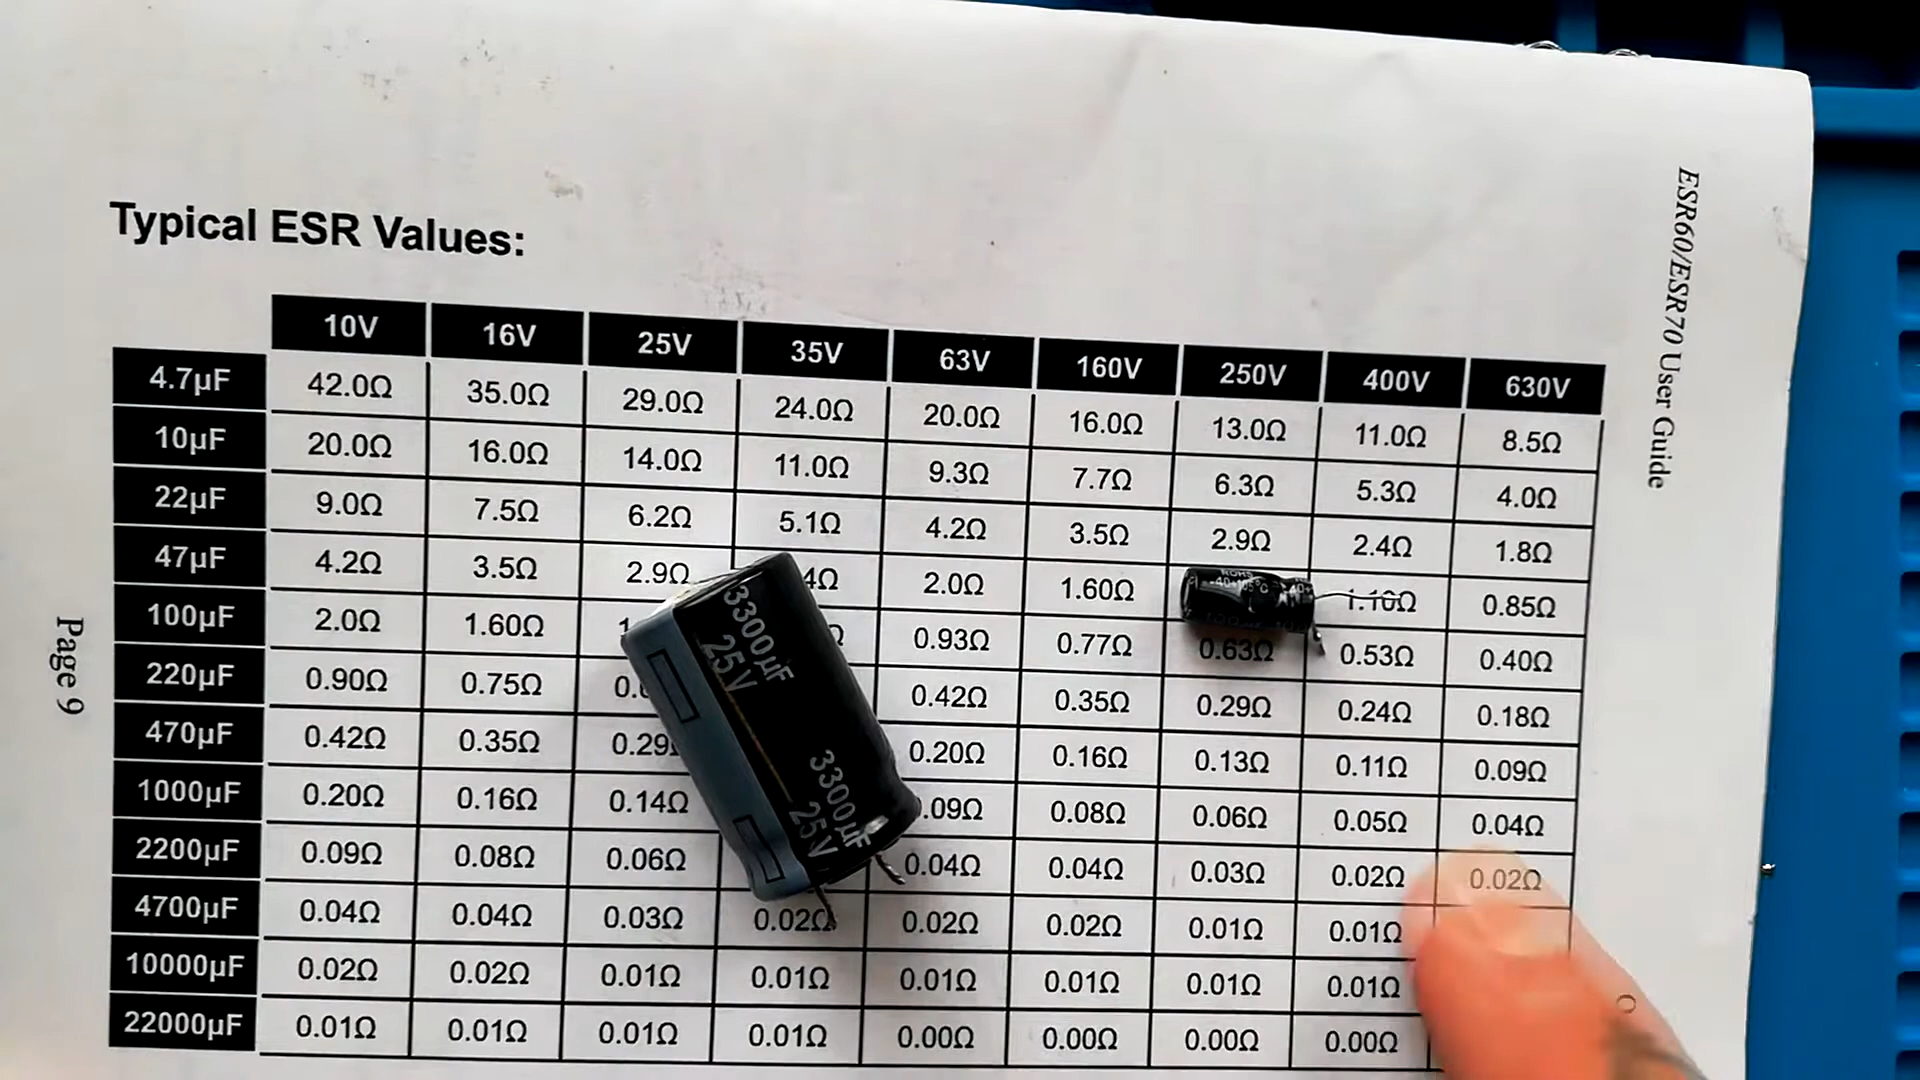 Typical ESR Values:
10V 16V 25V 35V 63V 160V 250V 400V 630V
4.7µF 42.0Ω 35.0Ω 29.0Ω 24.0Ω 20.0Ω 16.0Ω 13.0Ω 11.0Ω 8.5Ω
10µF 20.0Ω 16.0Ω 14.0Ω 11.0Ω 9.3Ω 7.7Ω 6.3Ω 5.3Ω 4.0Ω
22µF 9.0Ω 7.5Ω 6.2Ω 5.1Ω 4.2Ω 3.5Ω 2.9Ω 2.4Ω 1.8Ω
47µF 4.2Ω 3.5Ω 2.9Ω 4Ω 2.0Ω 1.60Ω 1.10Ω 0.85Ω
100µF 2.0Ω 1.60Ω 0.93Ω 0.77Ω 0.63Ω 0.53Ω 0.40Ω
220µF 0.90Ω 0.75Ω 0.42Ω 0.35Ω 0.29Ω 0.24Ω 0.18Ω
470µF 0.42Ω 0.35Ω 0.29 0.20Ω 0.16Ω 0.13Ω 0.11Ω 0.09Ω
1000µF 0.20Ω 0.16Ω 0.14Ω .09Ω 0.08Ω 0.06Ω 0.05Ω 0.04Ω
2200µF 0.09Ω 0.08Ω 0.06Ω 0.04Ω 0.04Ω 0.03Ω 0.02Ω 0.02Ω
4700µF 0.04Ω 0.04Ω 0.03Ω 0.02Ω 0.02Ω 0.02Ω 0.01Ω 0.01Ω
10000µF 0.02Ω 0.02Ω 0.01Ω 0.01Ω 0.01Ω 0.01Ω 0.01Ω 0.01Ω
22000µF 0.01Ω 0.01Ω 0.01Ω 0.01Ω 0.00Ω 0.00Ω 0.00Ω 0.00Ω
3300µF
25V
3300µF
25V
ESR60/ESR70 User Guide
Page 9